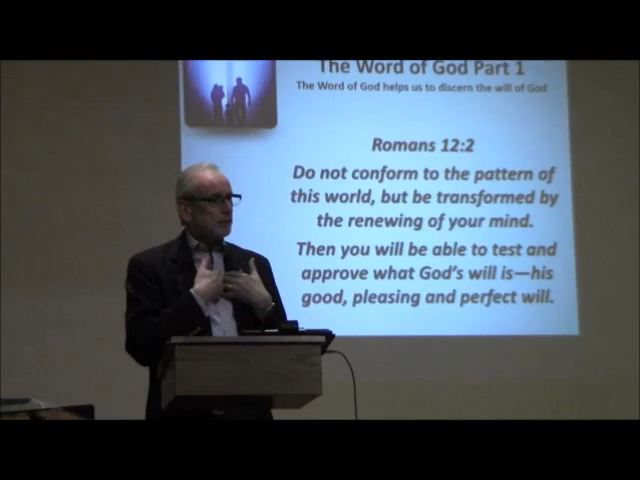 The Word of God Part 1
The Word of God helps us to discern the will of God
Romans 12:2
Do not conform to the pattern of
this world, but be transformed by
the renewing of your mind.
Then you will be able to test and
approve what God's will is—his
good, pleasing and perfect will.